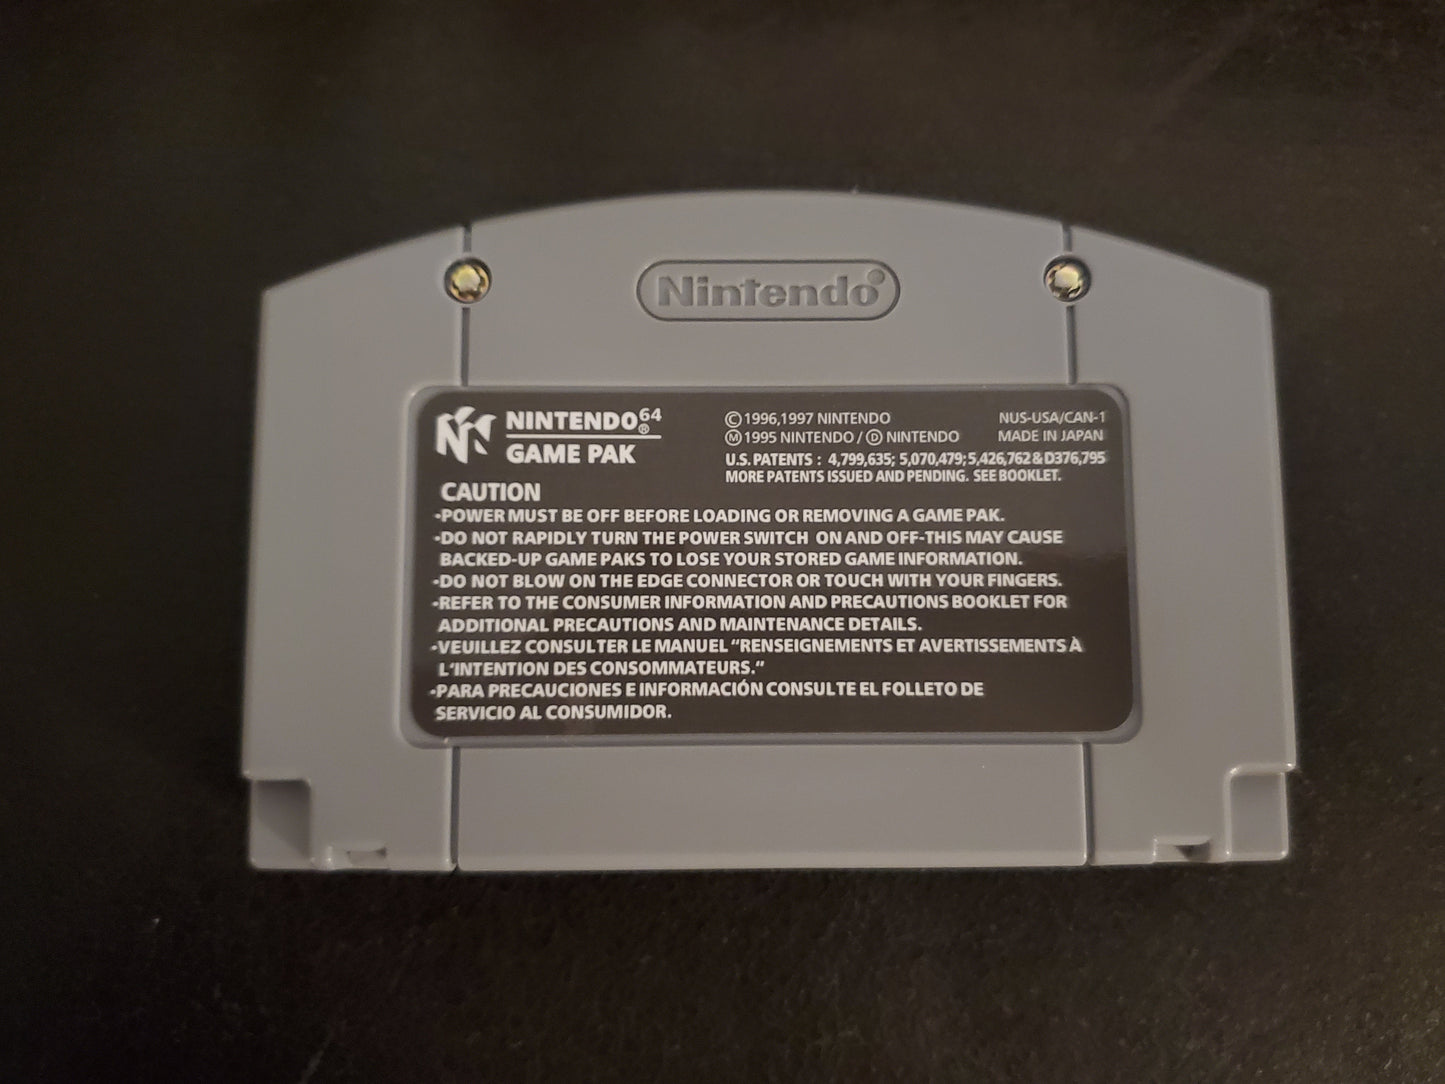 Nintendo®
NINTENDO64®
GAME PAK
©1996,1997 NINTENDO
Ⓜ1995 NINTENDO / Ⓓ NINTENDO
NUS-USA/CAN-1
MADE IN JAPAN
U.S. PATENTS : 4,799,635; 5,070,479; 5,426,762 & D376,795
MORE PATENTS ISSUED AND PENDING. SEE BOOKLET.
CAUTION
•POWER MUST BE OFF BEFORE LOADING OR REMOVING A GAME PAK.
•DO NOT RAPIDLY TURN THE POWER SWITCH ON AND OFF-THIS MAY CAUSE
BACKED-UP GAME PAKS TO LOSE YOUR STORED GAME INFORMATION.
•DO NOT BLOW ON THE EDGE CONNECTOR OR TOUCH WITH YOUR FINGERS.
•REFER TO THE CONSUMER INFORMATION AND PRECAUTIONS BOOKLET FOR
ADDITIONAL PRECAUTIONS AND MAINTENANCE DETAILS.
•VEUILLEZ CONSULTER LE MANUEL "RENSEIGNEMENTS ET AVERTISSEMENTS À
L'INTENTION DES CONSOMMATEURS."
•PARA PRECAUCIONES E INFORMACIÓN CONSULTE EL FOLLETO DE
SERVICIO AL CONSUMIDOR.